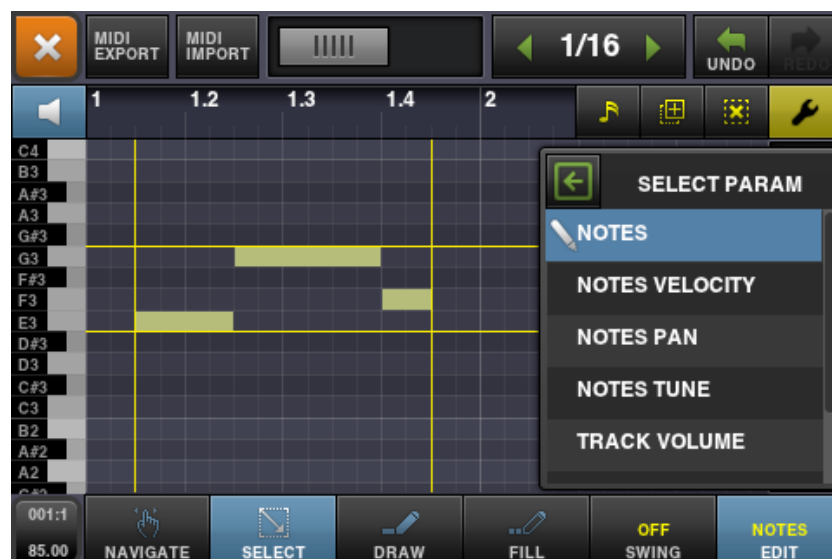 MIDI EXPORT
MIDI IMPORT
1/16
UNDO
REDO
1 1.2 1.3 1.4 2
C4
B3
A#3
A3
G#3
G3
F#3
F3
E3
D#3
D3
C#3
C3
B2
A#2
A2
SELECT PARAM
NOTES
NOTES VELOCITY
NOTES PAN
NOTES TUNE
TRACK VOLUME
001:1
85.00
NAVIGATE
SELECT
DRAW
FILL
OFF
SWING
NOTES
EDIT